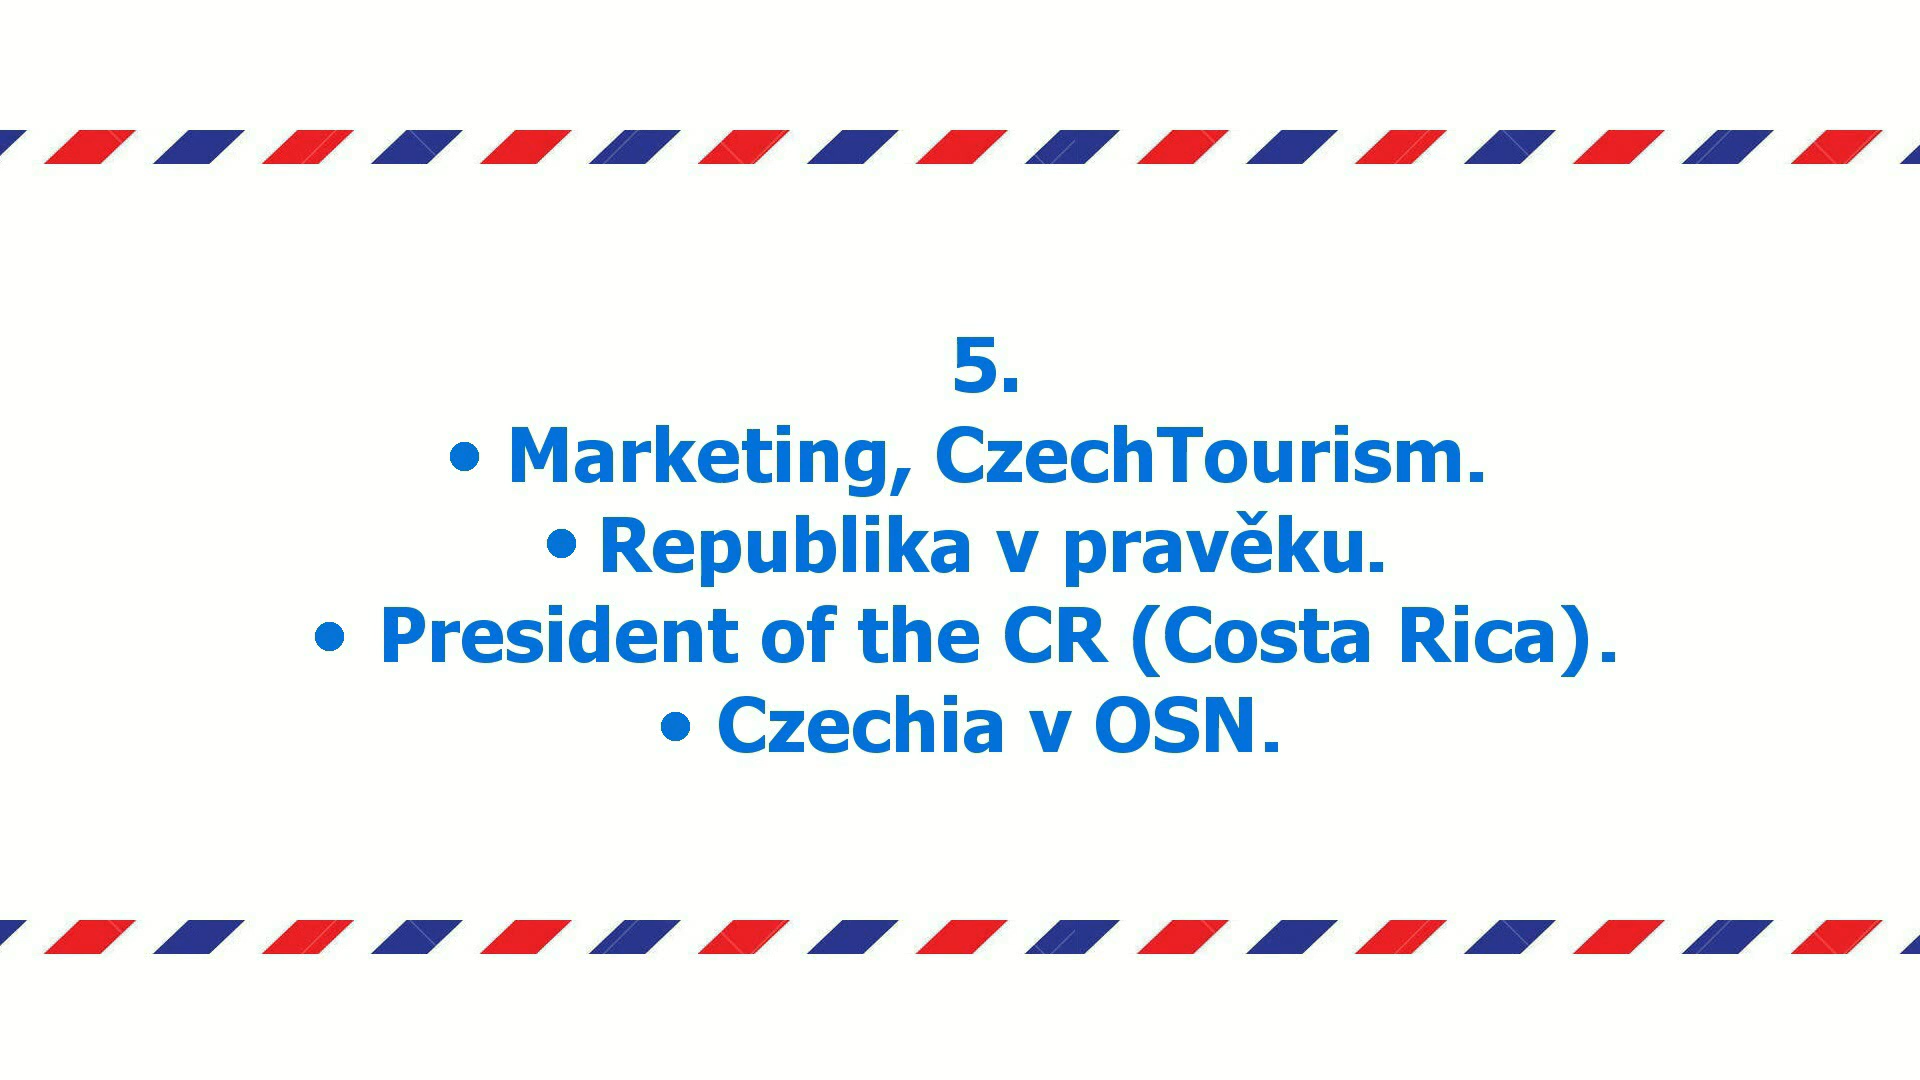 5.
• Marketing, CzechTourism.
• Republika v pravěku.
• President of the CR (Costa Rica).
• Czechia v OSN.